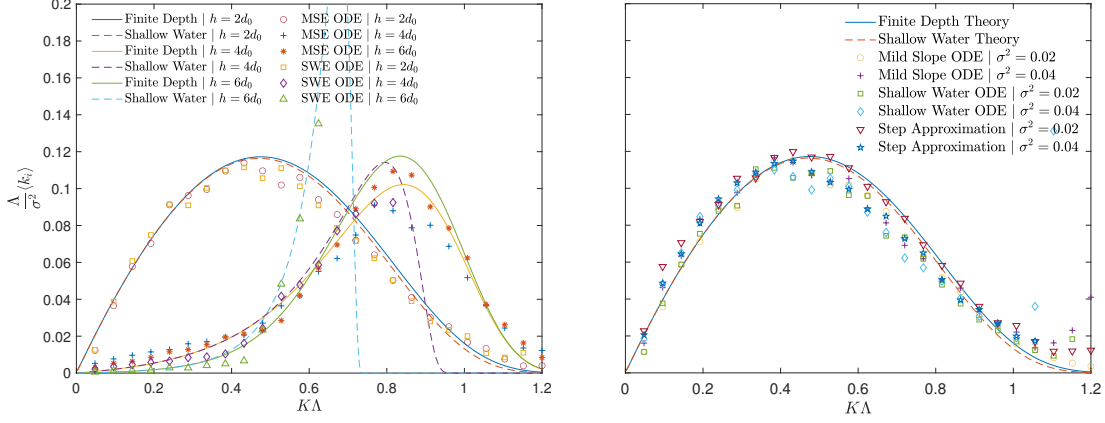 Finite Depth | h = 2d₀
Shallow Water | h = 2d₀
Finite Depth | h = 4d₀
Shallow Water | h = 4d₀
Finite Depth | h = 6d₀
Shallow Water | h = 6d₀
MSE ODE | h = 2d₀
MSE ODE | h = 4d₀
MSE ODE | h = 6d₀
SWE ODE | h = 2d₀
SWE ODE | h = 4d₀
SWE ODE | h = 6d₀
0.2
0.18
0.16
0.14
0.12
0.1
0.08
0.06
0.04
0.02
0
Λ/σ² ⟨kᵢ⟩
0
0.2
0.4
0.6
0.8
1
1.2
KΛ
Finite Depth Theory
Shallow Water Theory
Mild Slope ODE | σ² = 0.02
Mild Slope ODE | σ² = 0.04
Shallow Water ODE | σ² = 0.02
Shallow Water ODE | σ² = 0.04
Step Approximation | σ² = 0.02
Step Approximation | σ² = 0.04
0
0.2
0.4
0.6
0.8
1
1.2
KΛ